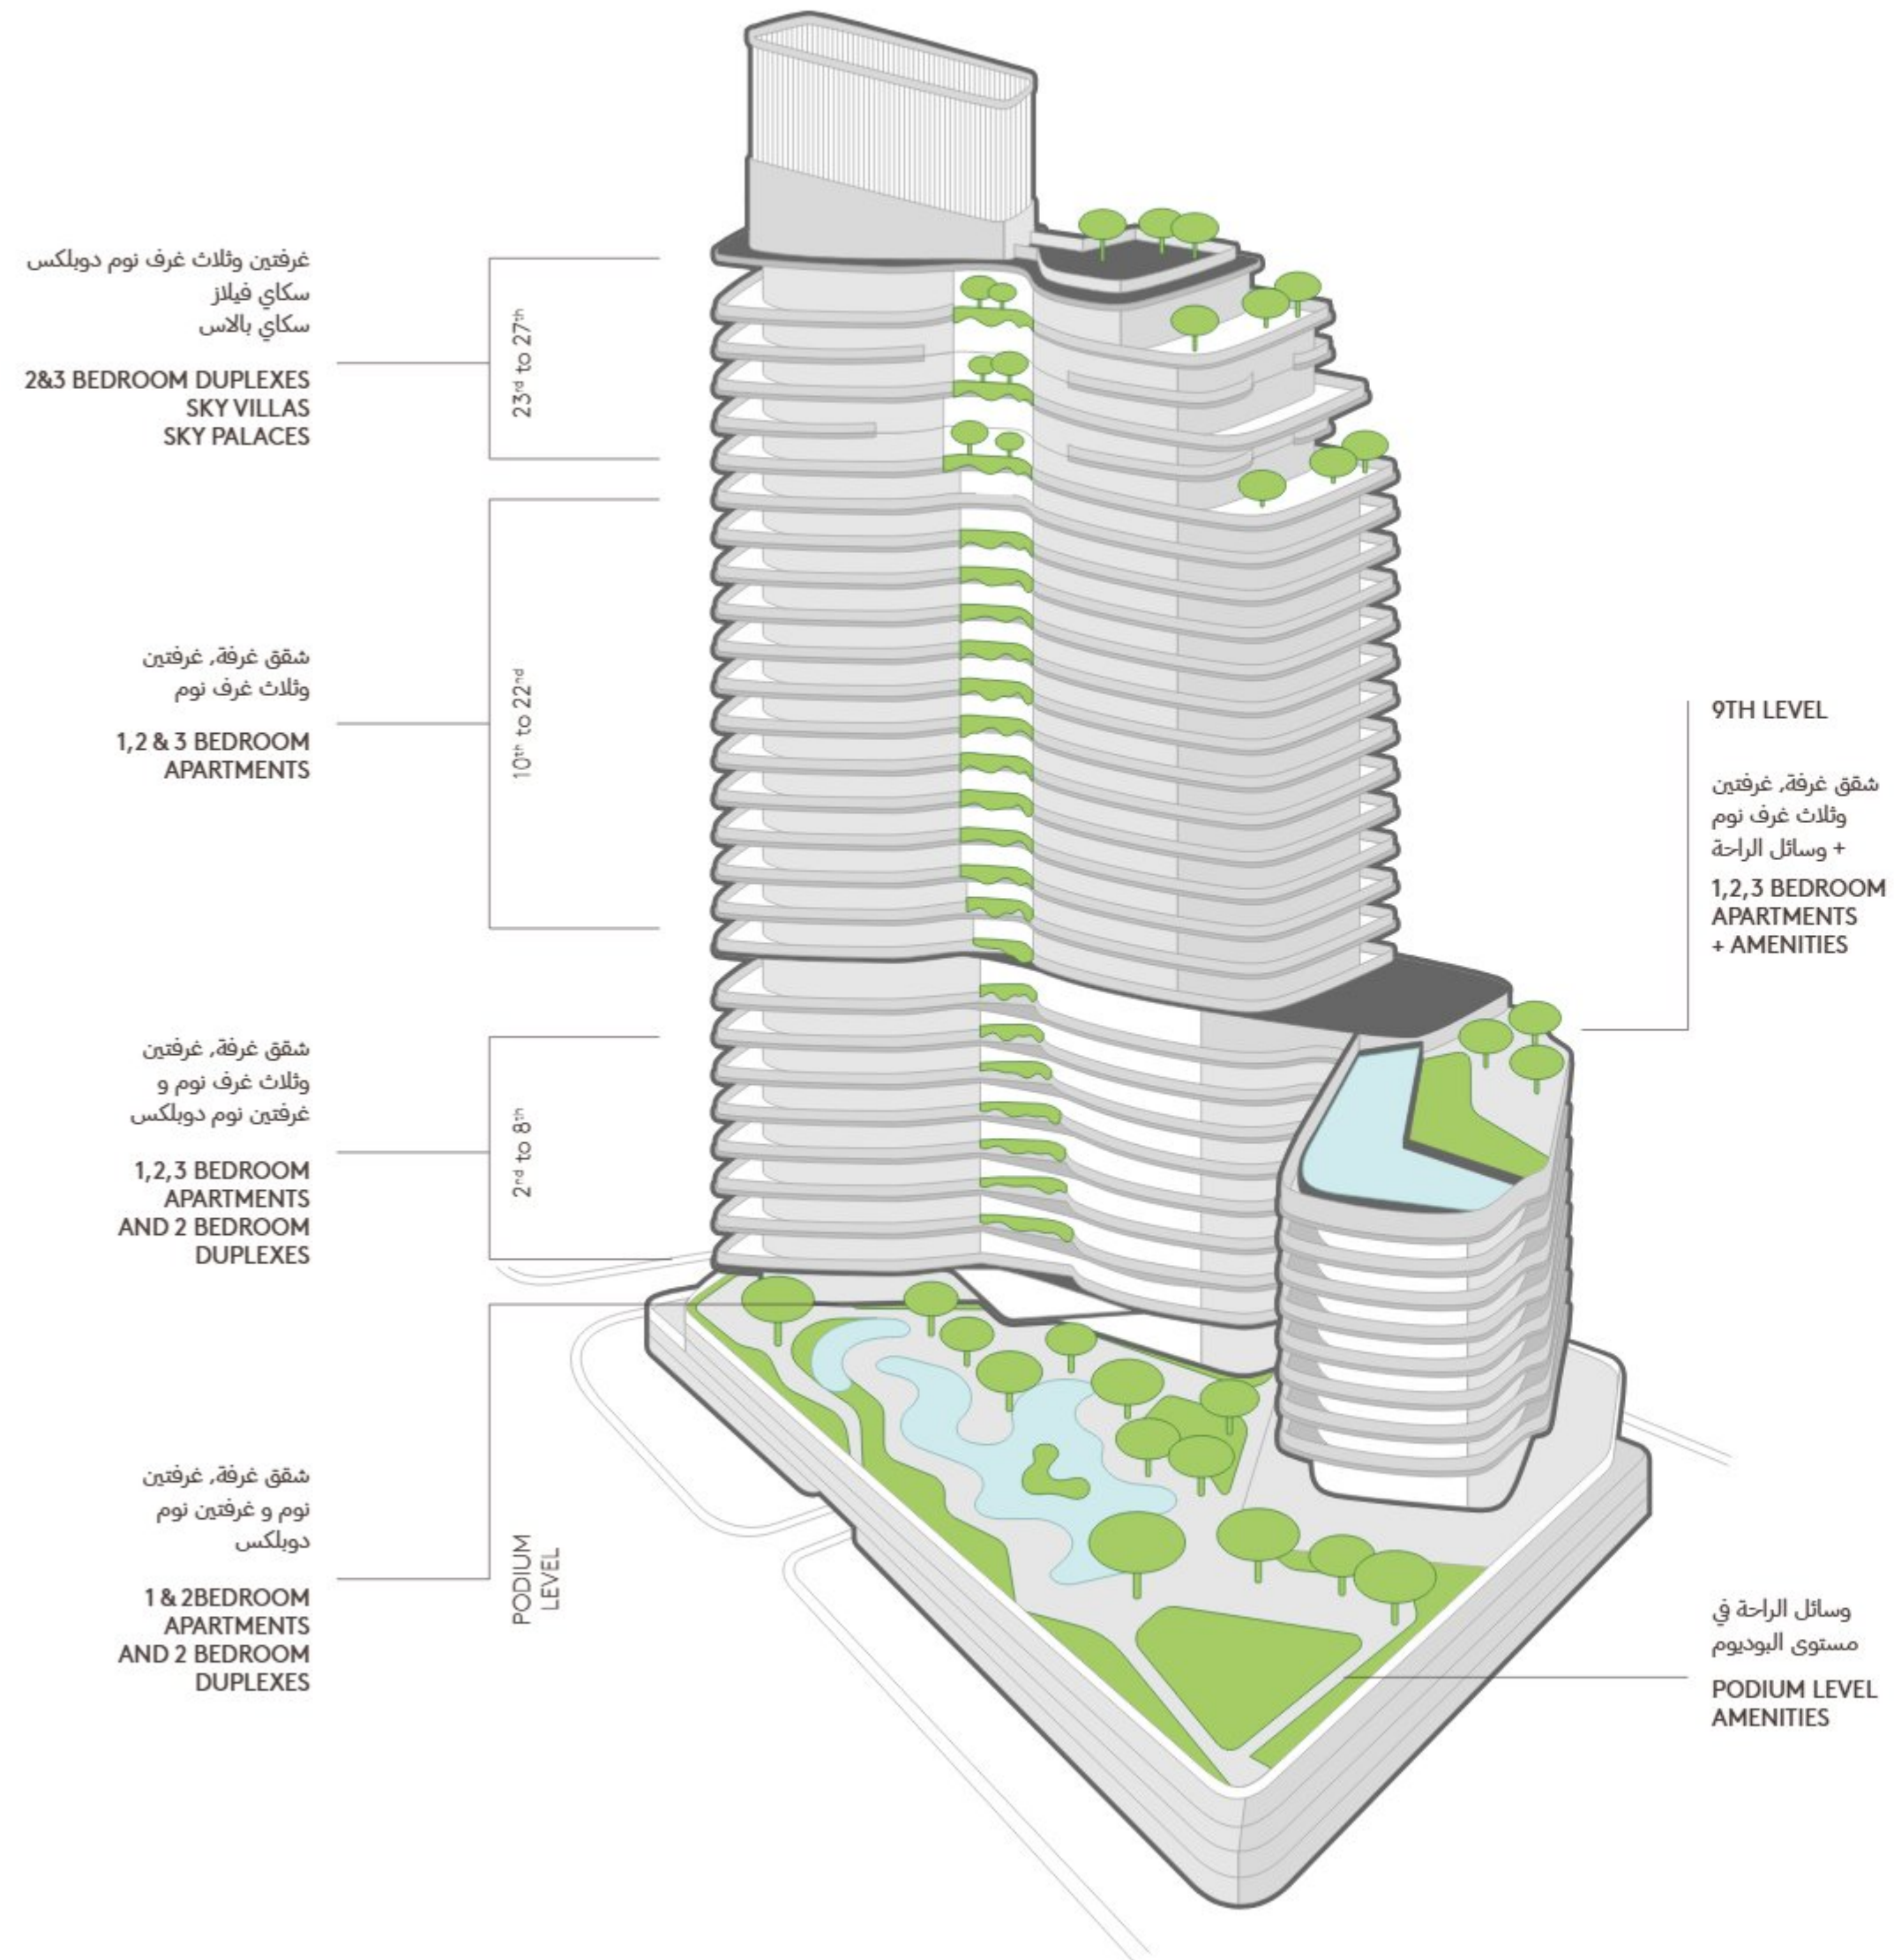 غرفتين وثلاث غرف نوم دوبلكس
سكاي فيلاز
سكاي بالاس
2&3 BEDROOM DUPLEXES
SKY VILLAS
SKY PALACES
23rd to 27th
شقق غرفة, غرفتين
وثلاث غرف نوم
1,2 & 3 BEDROOM
APARTMENTS
10th to 22nd
9TH LEVEL
شقق غرفة, غرفتين
وثلاث غرف نوم
+ وسائل الراحة
1,2,3 BEDROOM
APARTMENTS
+ AMENITIES
شقق غرفة, غرفتين
وثلاث غرف نوم و
غرفتين نوم دوبلكس
1,2,3 BEDROOM
APARTMENTS
AND 2 BEDROOM
DUPLEXES
2nd to 8th
شقق غرفة, غرفتين
نوم و غرفتين نوم
دوبلكس
1 & 2BEDROOM
APARTMENTS
AND 2 BEDROOM
DUPLEXES
PODIUM
LEVEL
وسائل الراحة في
مستوى البوديوم
PODIUM LEVEL
AMENITIES